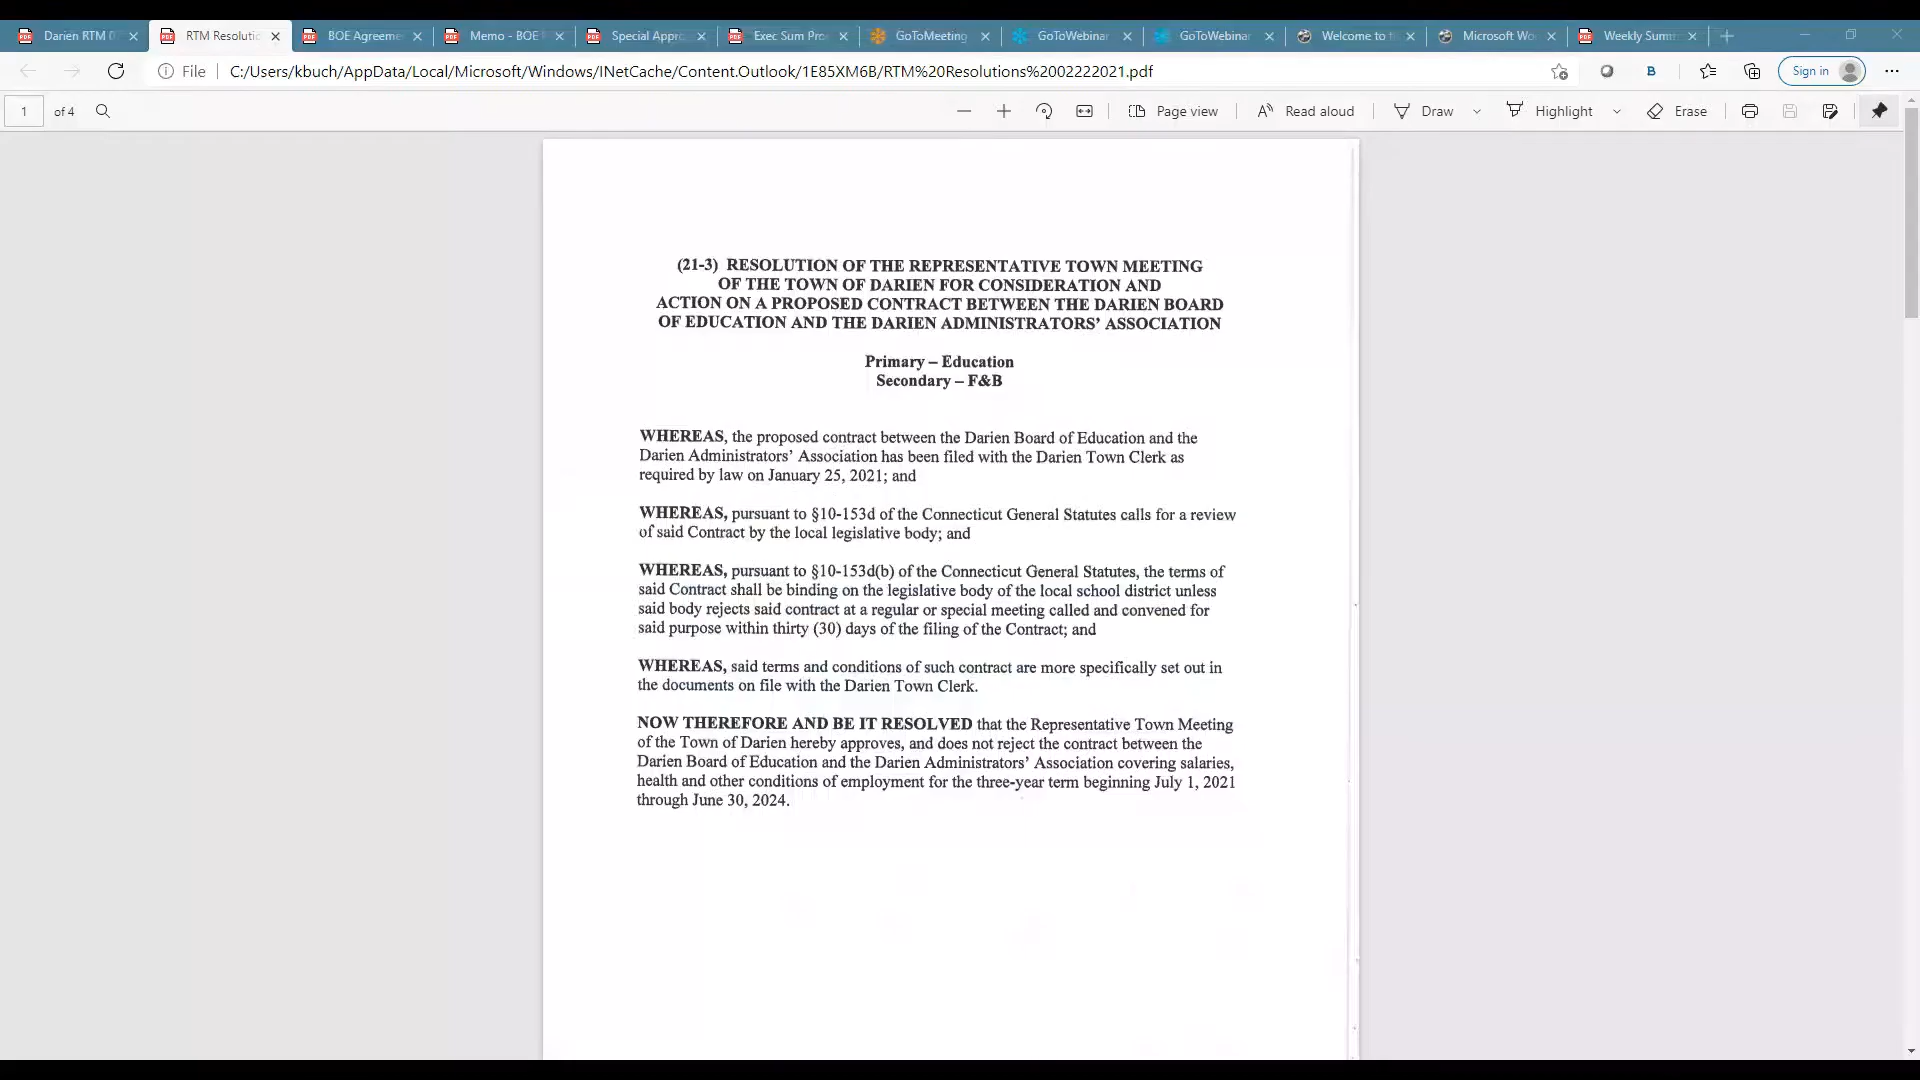 Darien RTM 0
RTM Resoluti
BOE Agreeme
Memo - BOE
Special Appr
Exec Sum Pro
GoToMeeting
GoToWebinar
GoToWebinar
Welcome to
Microsoft Wo
Weekly Sum
File
C:/Users/kbuch/AppData/Local/Microsoft/Windows/INetCache/Content.Outlook/1E85XM6B/RTM%20Resolutions%2002222021.pdf
B
Sign in
1 of 4
Page view
Read aloud
Draw
Highlight
Erase
(21-3) RESOLUTION OF THE REPRESENTATIVE TOWN MEETING
OF THE TOWN OF DARIEN FOR CONSIDERATION AND
ACTION ON A PROPOSED CONTRACT BETWEEN THE DARIEN BOARD
OF EDUCATION AND THE DARIEN ADMINISTRATORS' ASSOCIATION
Primary – Education
Secondary – F&B
WHEREAS, the proposed contract between the Darien Board of Education and the
Darien Administrators' Association has been filed with the Darien Town Clerk as
required by law on January 25, 2021; and
WHEREAS, pursuant to §10-153d of the Connecticut General Statutes calls for a review
of said Contract by the local legislative body; and
WHEREAS, pursuant to §10-153d(b) of the Connecticut General Statutes, the terms of
said Contract shall be binding on the legislative body of the local school district unless
said body rejects said contract at a regular or special meeting called and convened for
said purpose within thirty (30) days of the filing of the Contract; and
WHEREAS, said terms and conditions of such contract are more specifically set out in
the documents on file with the Darien Town Clerk.
NOW THEREFORE AND BE IT RESOLVED that the Representative Town Meeting
of the Town of Darien hereby approves, and does not reject the contract between the
Darien Board of Education and the Darien Administrators' Association covering salaries,
health and other conditions of employment for the three-year term beginning July 1, 2021
through June 30, 2024.